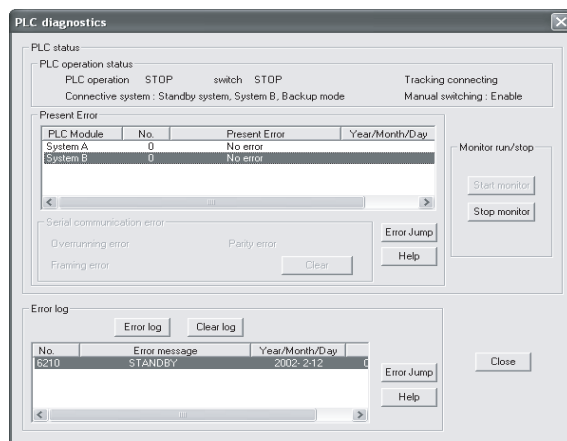 PLC diagnostics
PLC status
PLC operation status
PLC operation STOP switch STOP Tracking connecting
Connective system : Standby system, System B, Backup mode Manual switching : Enable
Present Error
PLC Module No. Present Error Year/Month/Day
System A 0 No error
System B 0 No error
Monitor run/stop
Start monitor
Stop monitor
Serial communication error
Overrunning error Parity error
Framing error Clear
Error Jump
Help
Error log
Error log Clear log
No. Error message Year/Month/Day
6210 STANDBY 2002- 2-12
Error Jump
Help
Close